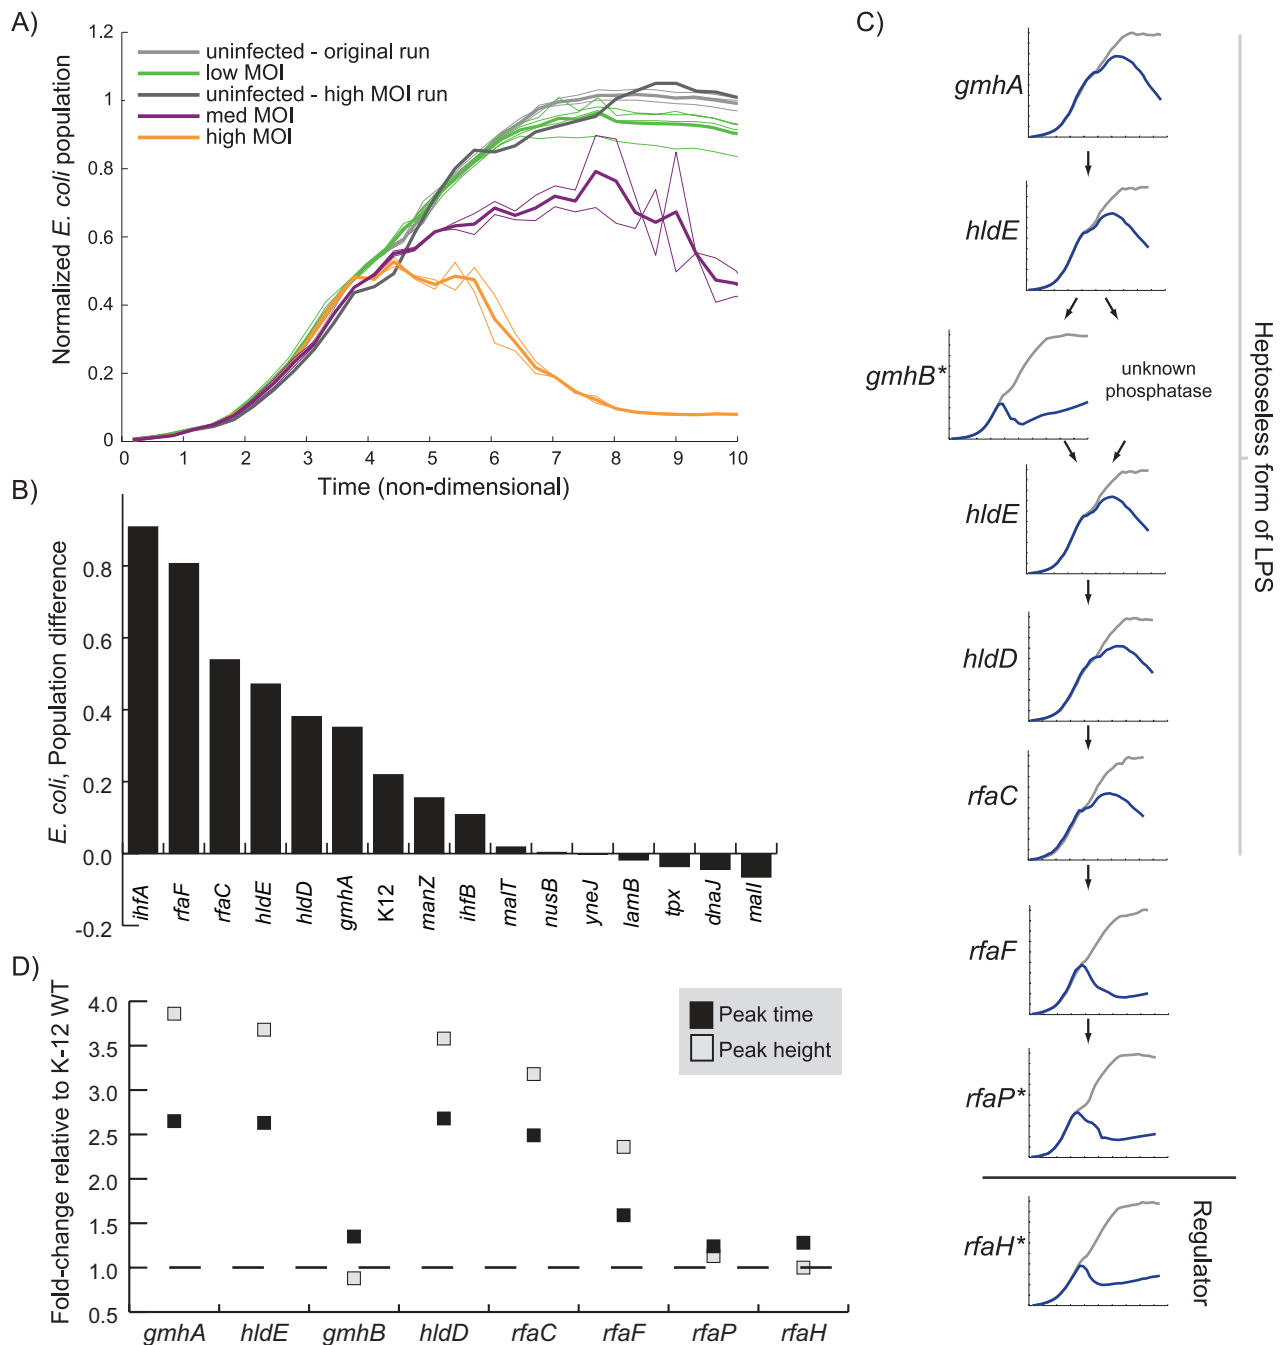 A)
1.2
1
0.8
0.6
0.4
0.2
0
Normalized E. coli population
uninfected - original run
low MOI
uninfected - high MOI run
med MOI
high MOI
0 1 2 3 4 5 6 7 8 9 10
Time (non-dimensional)
B)
E. coli, Population difference
0.8
0.6
0.4
0.2
0.0
-0.2
ihfA rfaF rfaC hldE hldD gmhA K12 manZ ihfB malT nusB yneJ lamB tpx dnaJ malI
C)
gmhA
hldE
gmhB*
unknown
phosphatase
hldE
hldD
rfaC
rfaF
rfaP*
rfaH*
Heptoseless form of LPS
Regulator
D)
Fold-change relative to K-12 WT
4.0
3.5
3.0
2.5
2.0
1.5
1.0
0.5
Peak time
Peak height
gmhA hldE gmhB hldD rfaC rfaF rfaP rfaH